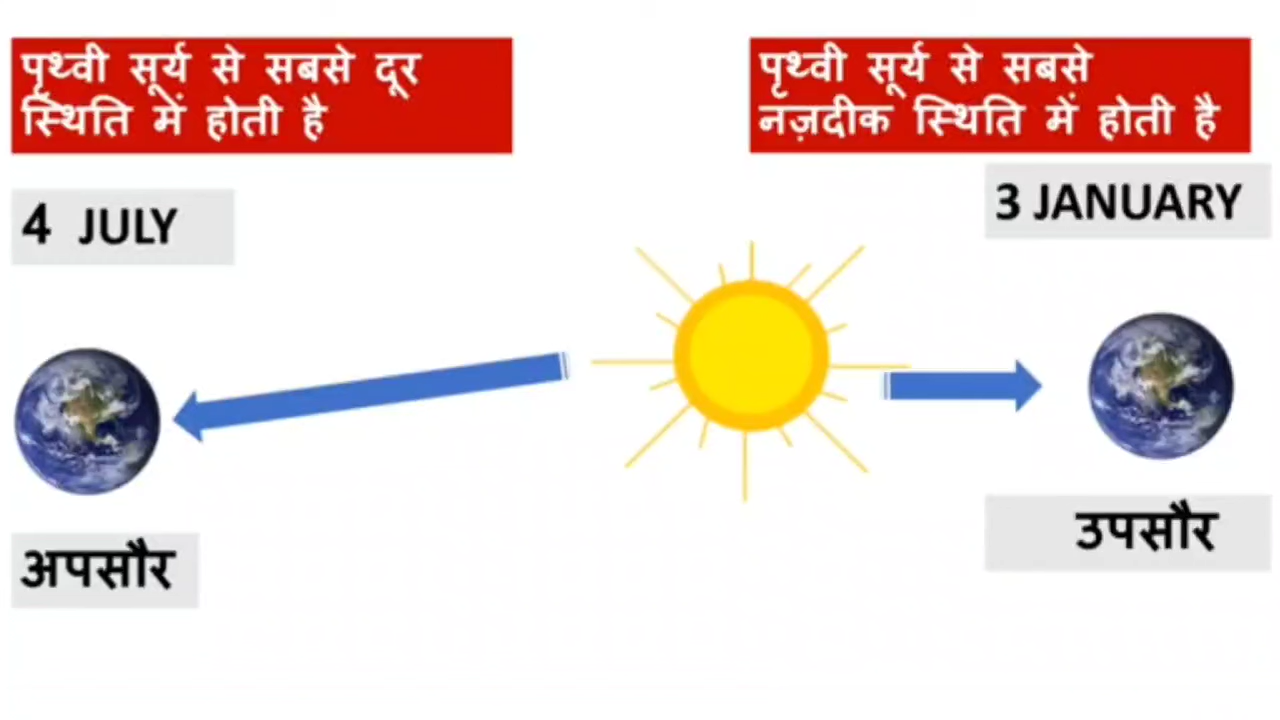 पृथ्वी सूर्य से सबसे दूर
स्थिति में होती है
4 JULY
अपसौर
पृथ्वी सूर्य से सबसे
नज़दीक स्थिति में होती है
3 JANUARY
उपसौर